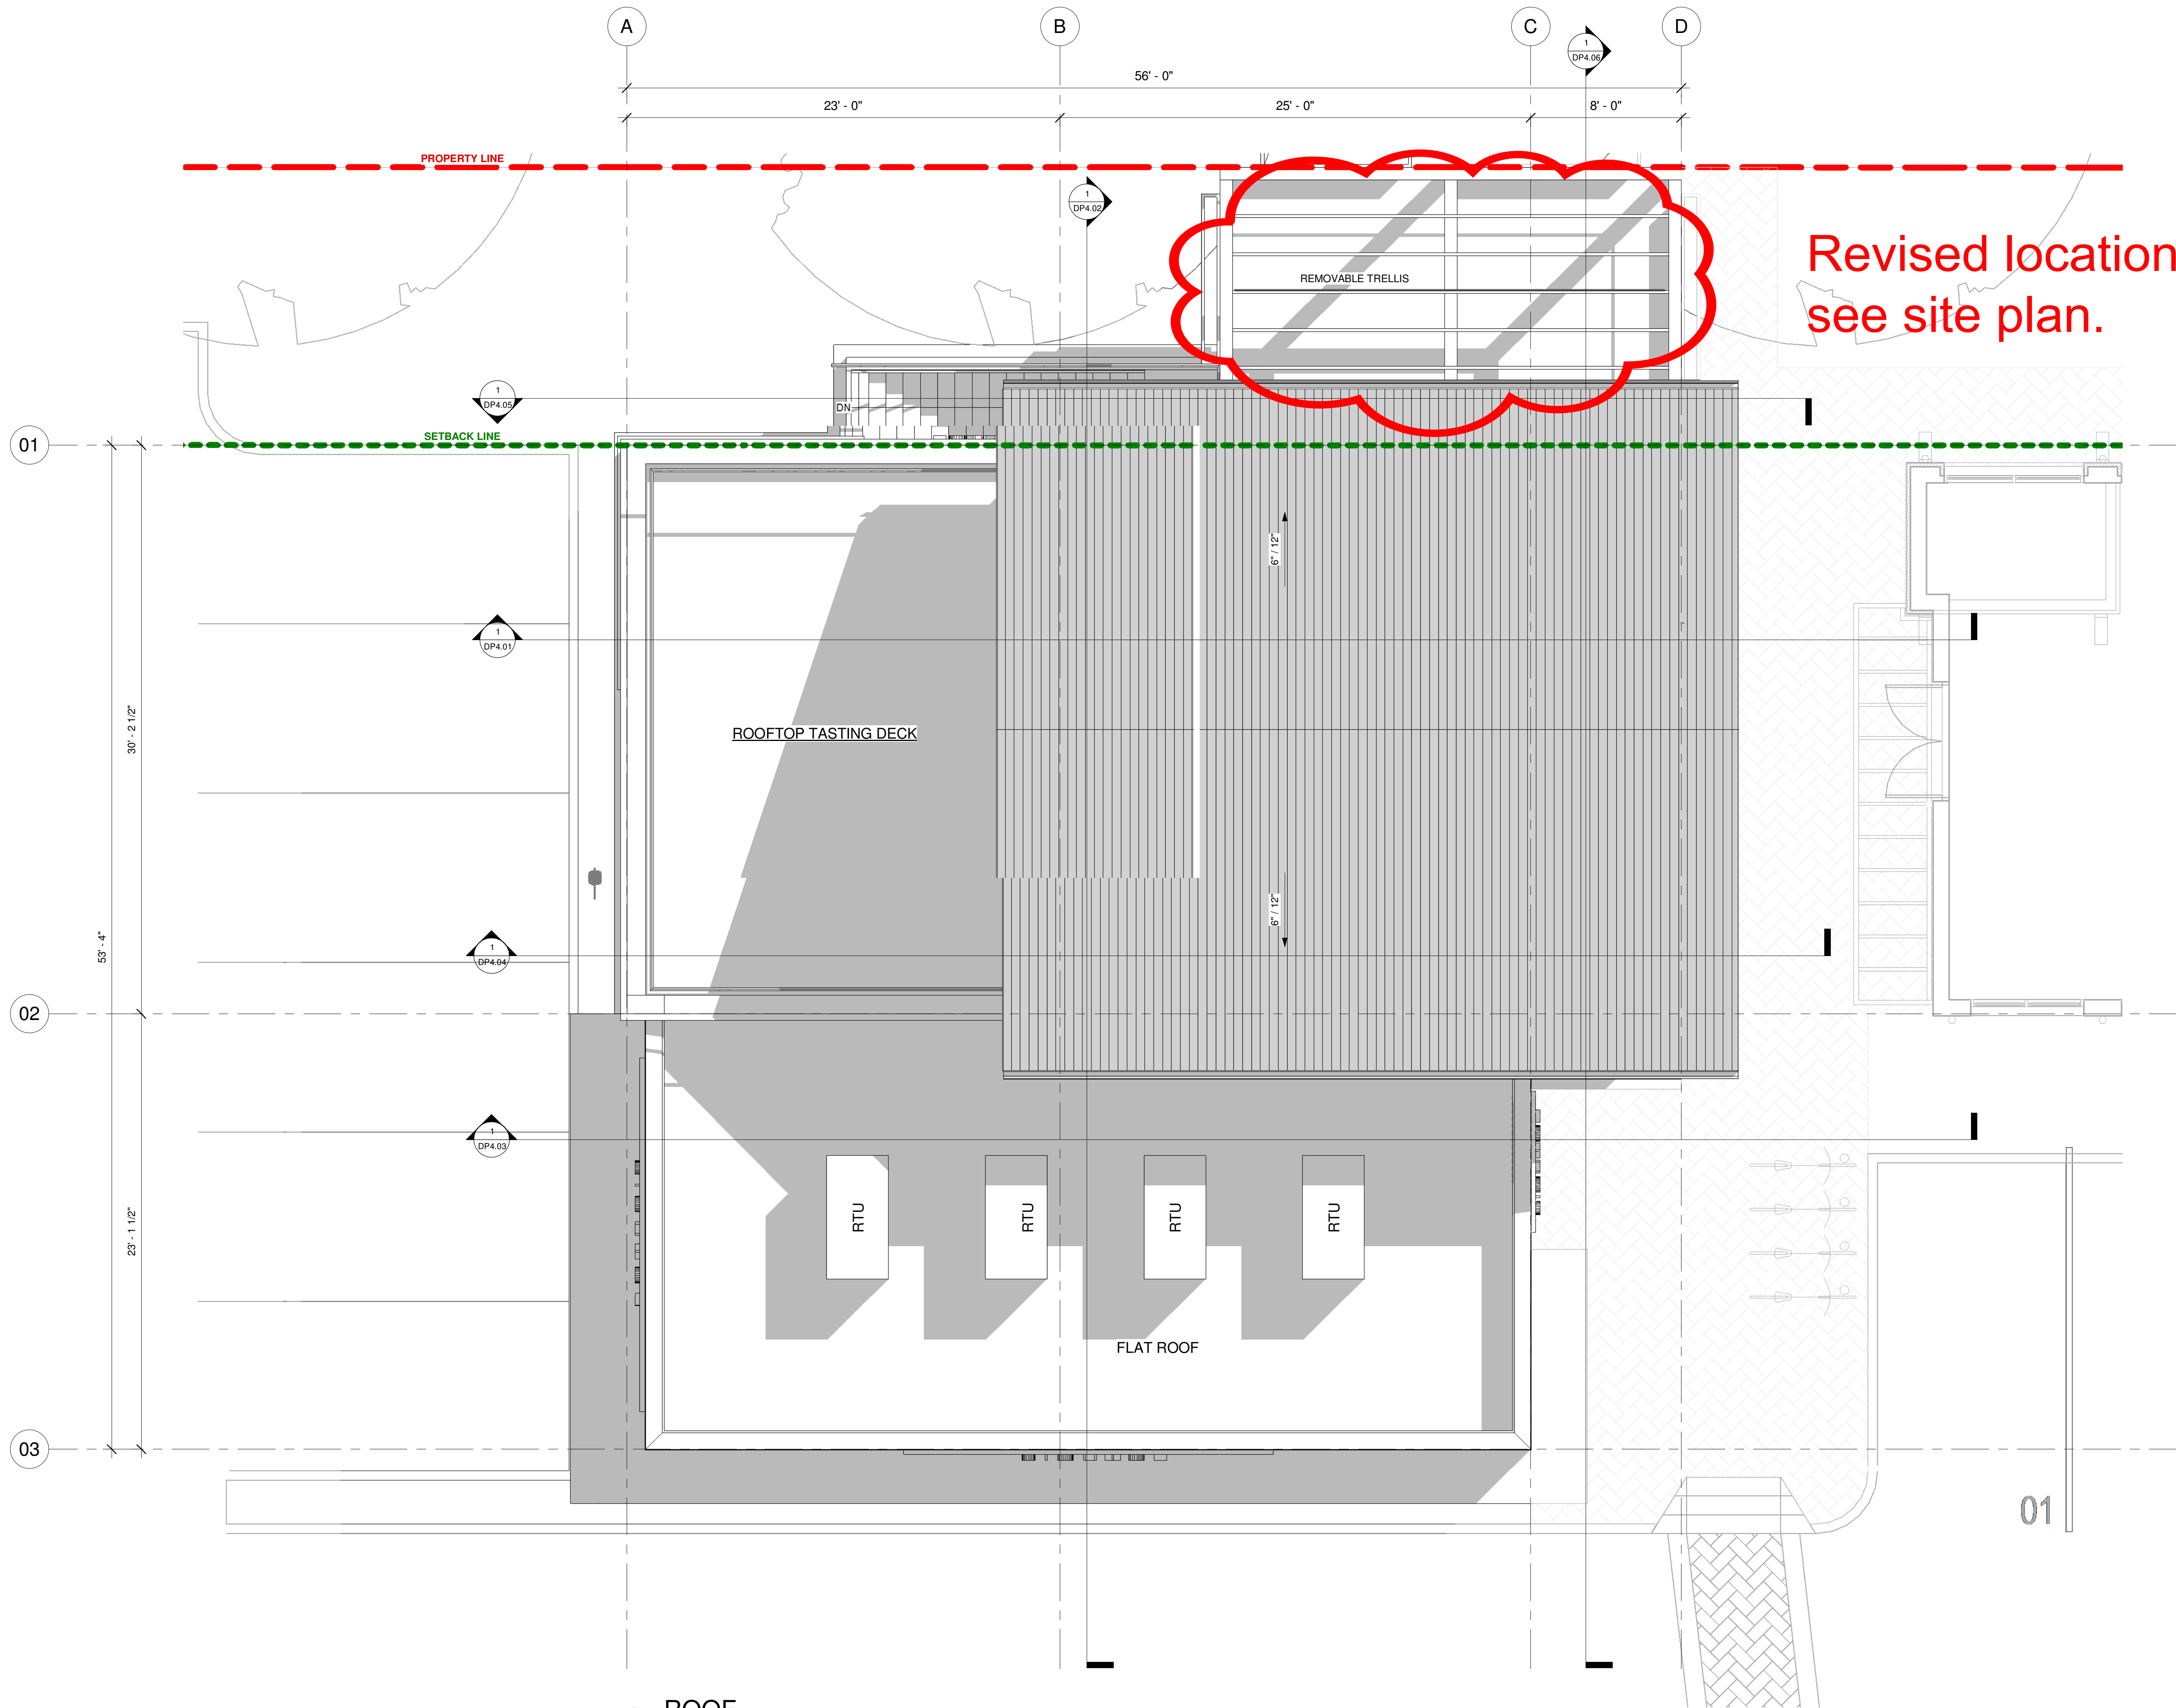 A
B
C
D
1
DP4.06
56' - 0"
23' - 0"
25' - 0"
8' - 0"
PROPERTY LINE
1
DP4.02
Revised location
see site plan.
REMOVABLE TRELLIS
1
DP4.05
DN
SETBACK LINE
01
6" / 12"
1
DP4.01
30' - 2 1/2"
ROOFTOP TASTING DECK
6" / 12"
53' - 4"
1
DP4.04
02
1
DP4.03
23' - 1 1/2"
RTU
RTU
RTU
RTU
FLAT ROOF
03
01
ROOF